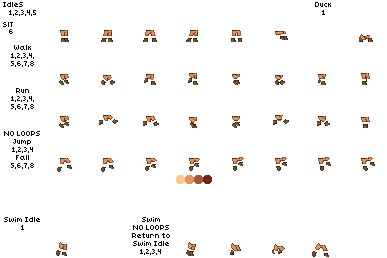 IdleS
1,2,3,4,5
Duck
1
SIT
6
Walk
1,2,3,4,
5,6,7,8
Run
1,2,3,4,
5,6,7,8
NO LOOPS
Jump
1,2,3,4
Fall
5,6,7,8
Swim Idle
1
Swim
NO LOOPS
Return to
Swim Idle
1,2,3,4